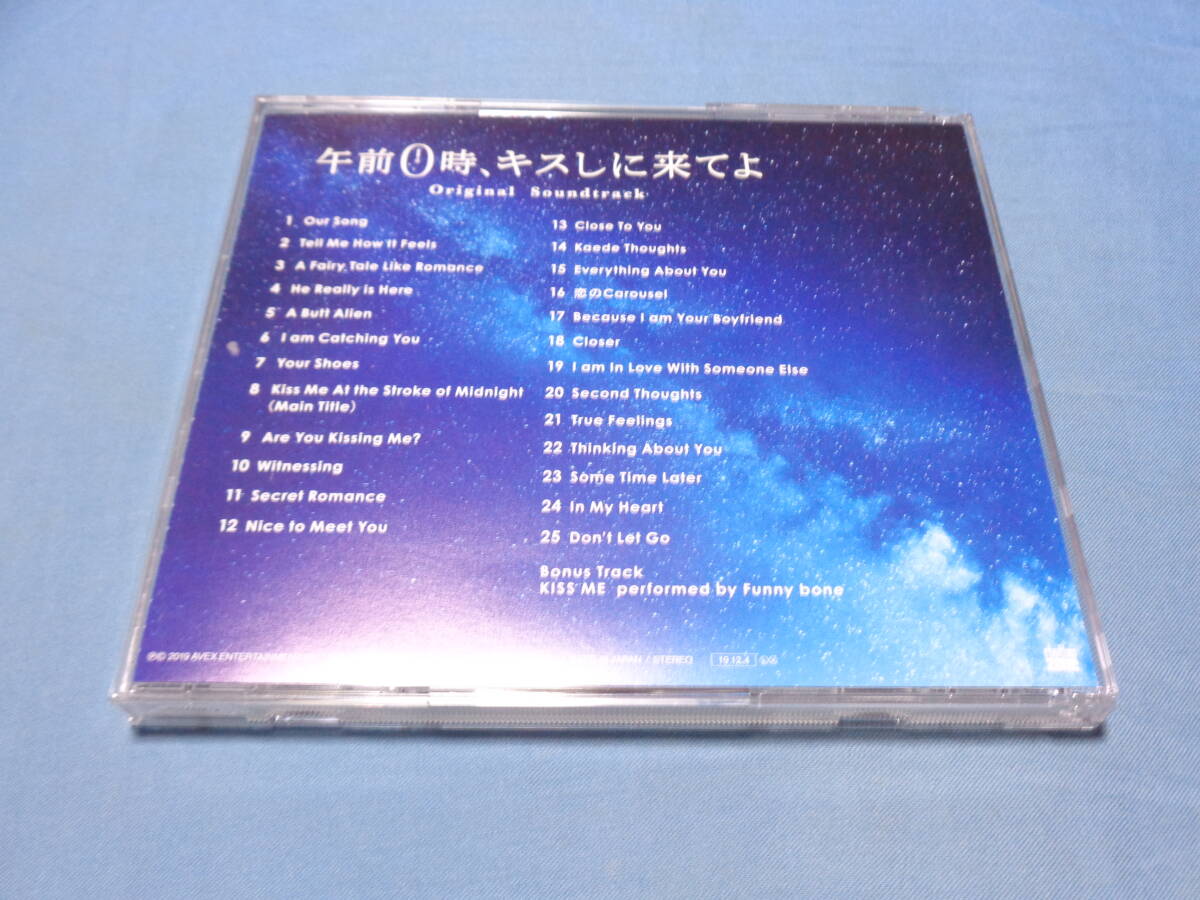 午前0時、キスしに来てよ
Original Soundtrack
1 Our Song
2 Tell Me How It Feels
3 A Fairy Tale Like Romance
4 He Really is Here
5 A Butt Alien
6 I am Catching You
7 Your Shoes
8 Kiss Me At the Stroke of Midnight
(Main Title)
9 Are You Kissing Me?
10 Witnessing
11 Secret Romance
12 Nice to Meet You
13 Close To You
14 Kaede Thoughts
15 Everything About You
16 恋のCarousel
17 Because I am Your Boyfriend
18 Closer
19 I am In Love With Someone Else
20 Second Thoughts
21 True Feelings
22 Thinking About You
23 Some Time Later
24 In My Heart
25 Don't Let Go
Bonus Track
KISS ME performed by Funny bone
℗© 2019 AVEX ENTERTAINMENT
JAPAN / STEREO 19.12.4